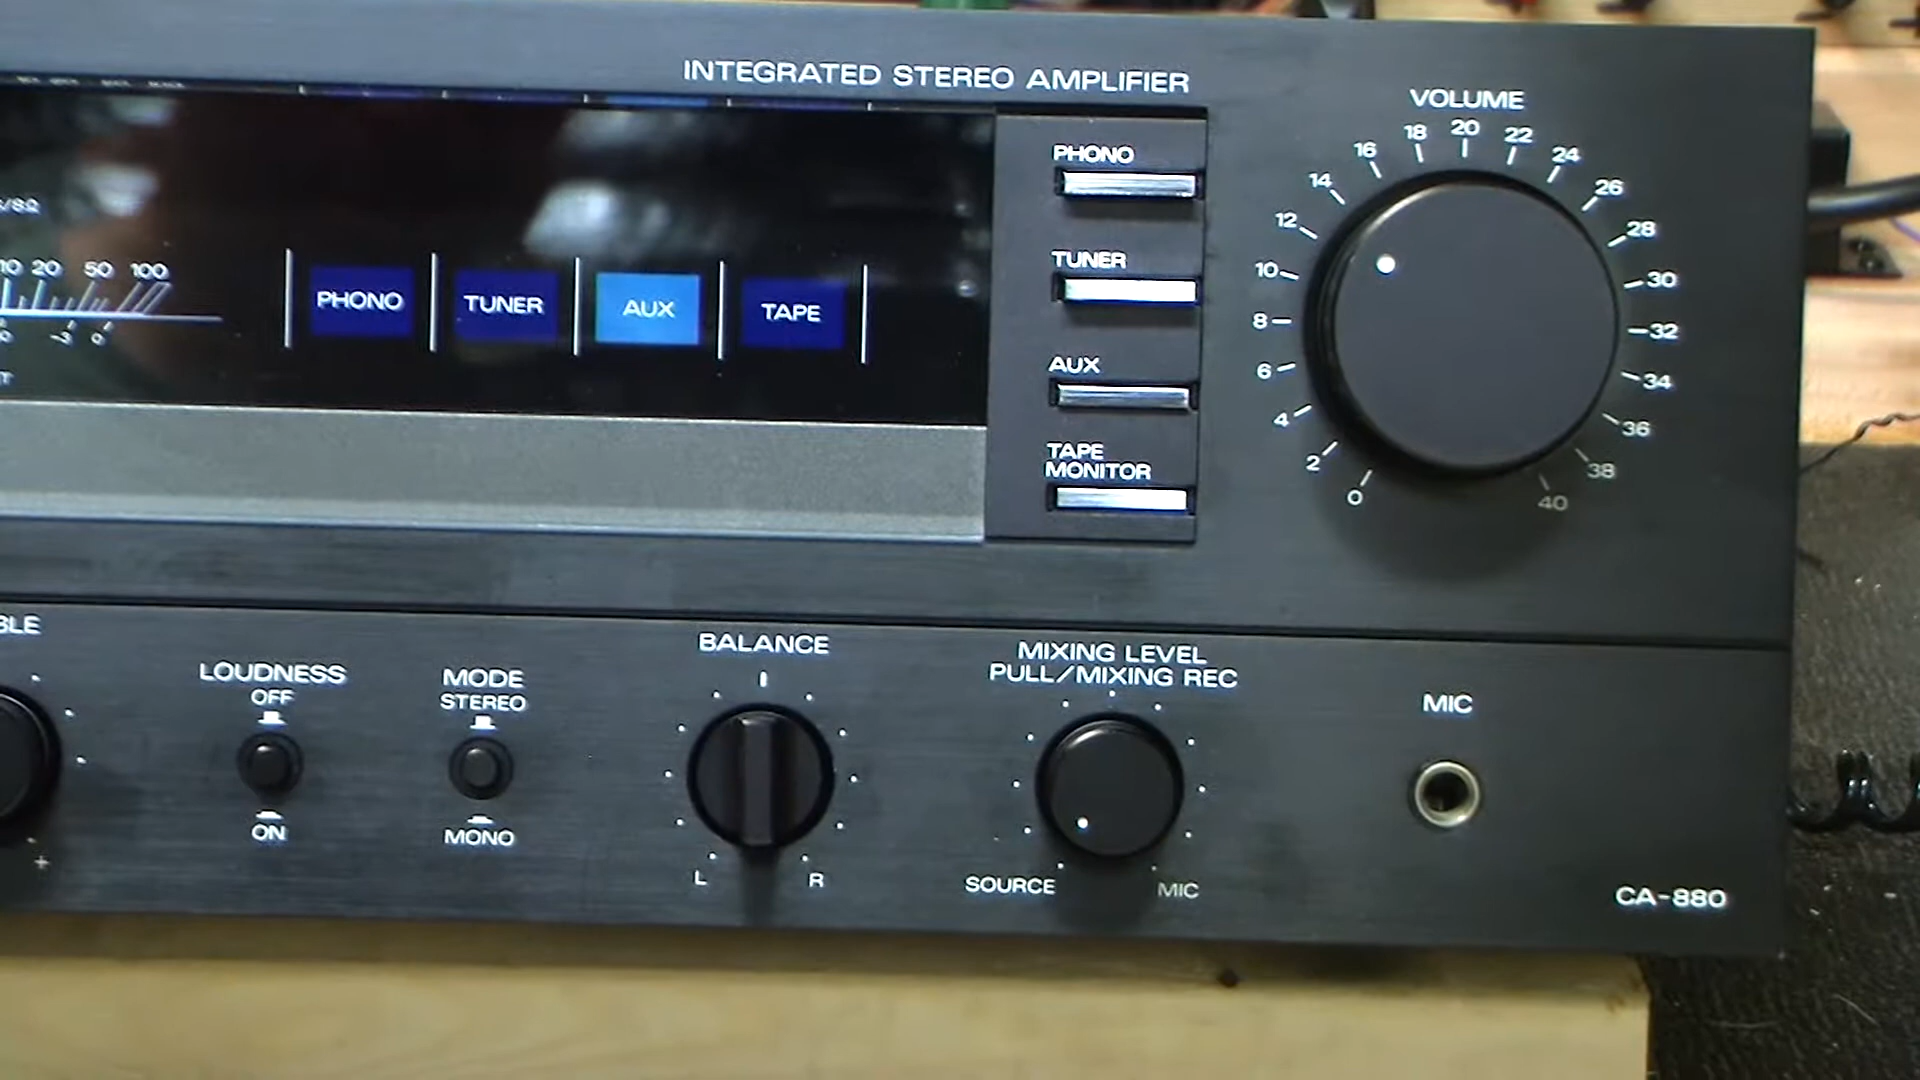 INTEGRATED STEREO AMPLIFIER
VOLUME
0 2 4 6 8 10 12 14 16 18 20 22 24 26 28 30 32 34 36 38 40
PHONO
TUNER
AUX
TAPE
MONITOR
/8Ω
10 20 50 100
-3 0
PHONO TUNER AUX TAPE
LOUDNESS
OFF
ON
+
MODE
STEREO
MONO
BALANCE
L R
MIXING LEVEL
PULL/MIXING REC
SOURCE MIC
MIC
CA-880